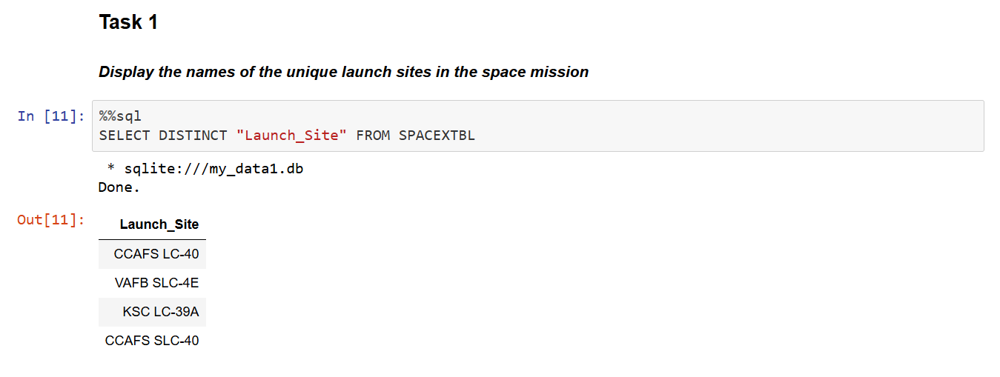 Task 1
Display the names of the unique launch sites in the space mission
In [11]:
%%sql
SELECT DISTINCT "Launch_Site" FROM SPACEXTBL
* sqlite:///my_data1.db
Done.
Out[11]:
Launch_Site
CCAFS LC-40
VAFB SLC-4E
KSC LC-39A
CCAFS SLC-40